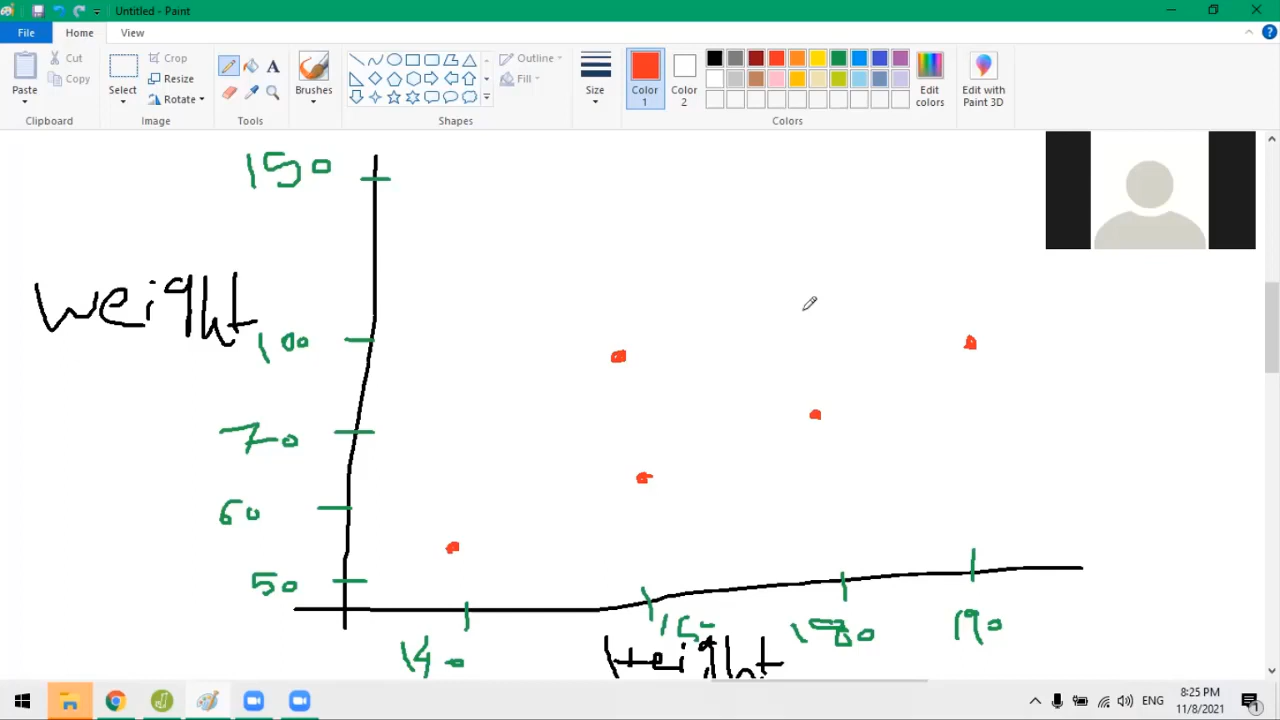 Untitled - Paint
File Home View
Paste Cut Copy Select Crop Resize Rotate A Brushes Outline Fill Size Color 1 Color 2 Edit colors Edit with Paint 3D
Clipboard Image Tools Shapes Colors
150
weight
100
70
60
50
140 180 190
Height
ENG 8:25 PM 11/8/2021